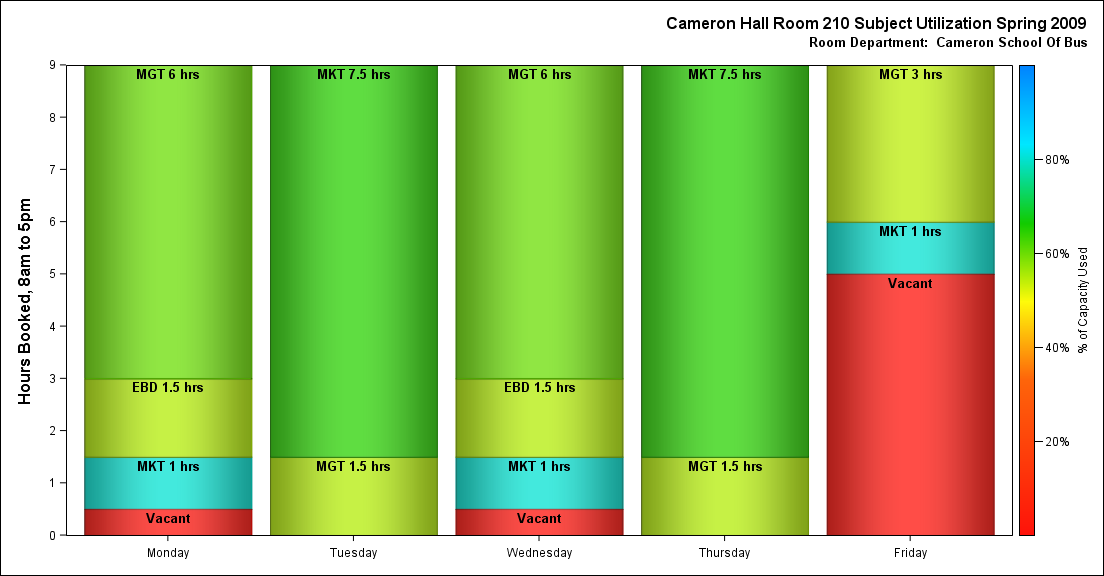 Cameron Hall Room 210 Subject Utilization Spring 2009
Room Department:  Cameron School Of Bus
Hours Booked, 8am to 5pm
9
8
7
6
5
4
3
2
1
0
MGT 6 hrs
EBD 1.5 hrs
MKT 1 hrs
Vacant
MKT 7.5 hrs
MGT 1.5 hrs
MGT 6 hrs
EBD 1.5 hrs
MKT 1 hrs
Vacant
MKT 7.5 hrs
MGT 1.5 hrs
MGT 3 hrs
MKT 1 hrs
Vacant
Monday
Tuesday
Wednesday
Thursday
Friday
80%
60%
40%
20%
% of Capacity Used